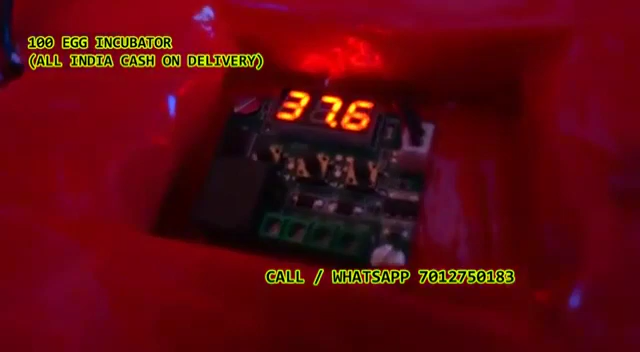 100 EGG INCUBATOR
(ALL INDIA CASH ON DELIVERY)
37.6
CALL / WHATSAPP 7012750183